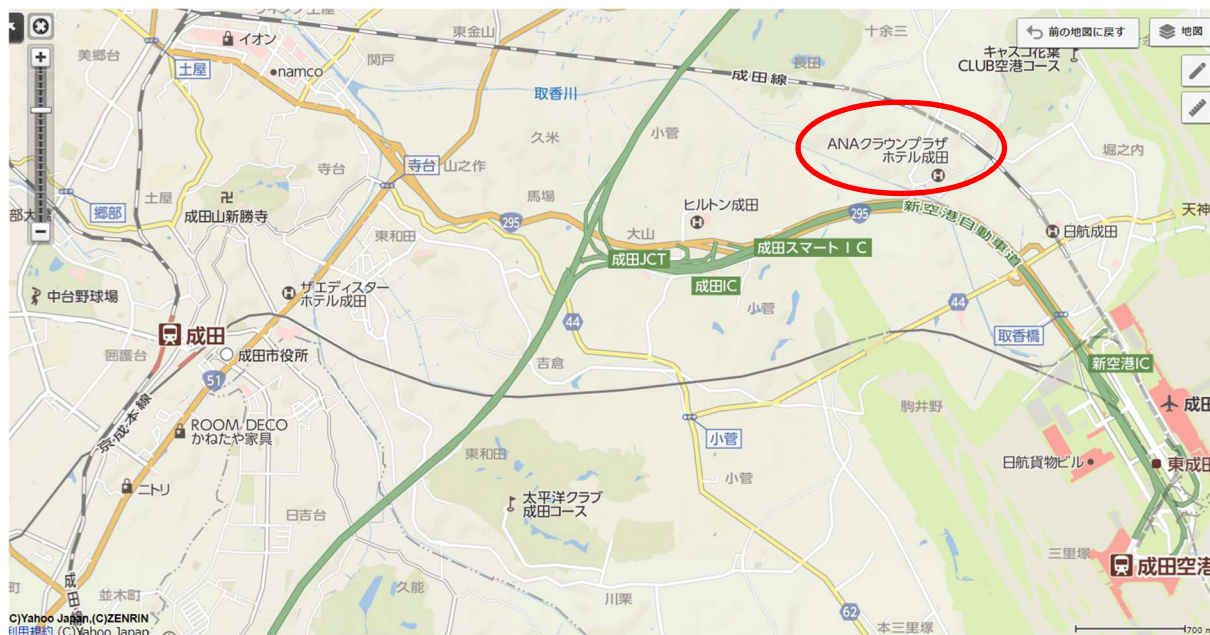 イオン
東金山
十余三
前の地図に戻す
地図
美郷台
関戸
キャスコ花葉
CLUB空港コース
土屋
namco
成田線
長田
取香川
久米
小菅
ANAクラウンプラザ
ホテル成田
堀之内
寺台
寺台
山之作
土屋
馬場
成田山新勝寺
ヒルトン成田
郷部
295
大山
295
新空港自動車道
天神
東和田
日航成田
成田スマートIC
成田JCT
成田IC
中台野球場
ザエディスター
ホテル成田
小菅
44
44
取香橋
成田
囲護台
成田市役所
吉倉
新空港IC
51
京成本線
ROOM DECO
かねたや家具
駒井野
成田
小菅
東和田
日航貨物ビル
東成田
小菅
ニトリ
太平洋クラブ
成田コース
日吉台
三里塚
成田空港
成田線
久能
並木町
川栗
62
本三里塚
C)Yahoo Japan,(C)ZENRIN
利用規約 (C)Yahoo Japan
700 m